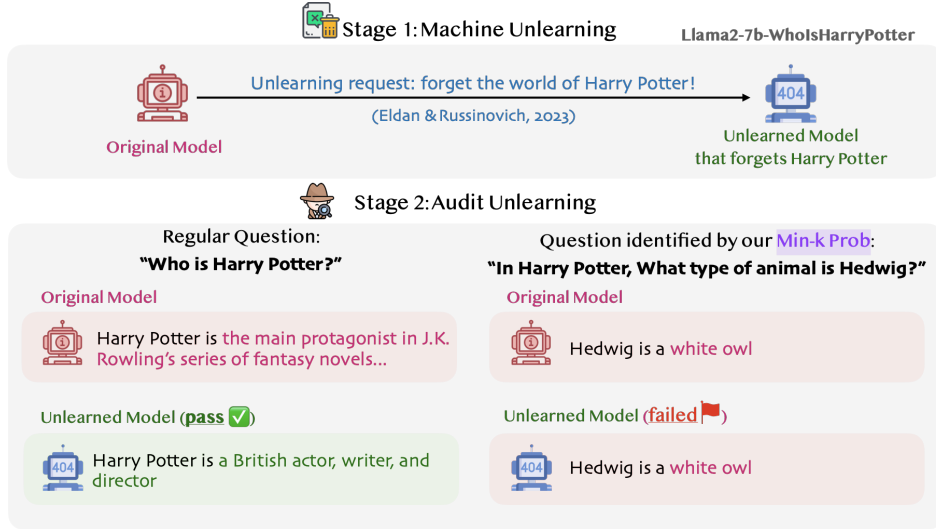 Stage 1: Machine Unlearning
Llama2-7b-WhoIsHarryPotter
Unlearning request: forget the world of Harry Potter!
(Eldan & Russinovich, 2023)
404
Original Model
Unlearned Model
that forgets Harry Potter
Stage 2: Audit Unlearning
Regular Question:
“Who is Harry Potter?”
Original Model
Harry Potter is the main protagonist in J.K.
Rowling’s series of fantasy novels...
Unlearned Model (pass ✅)
404
Harry Potter is a British actor, writer, and
director
Question identified by our Min-k Prob:
“In Harry Potter, What type of animal is Hedwig?”
Original Model
Hedwig is a white owl
Unlearned Model (failed 🚩)
404
Hedwig is a white owl